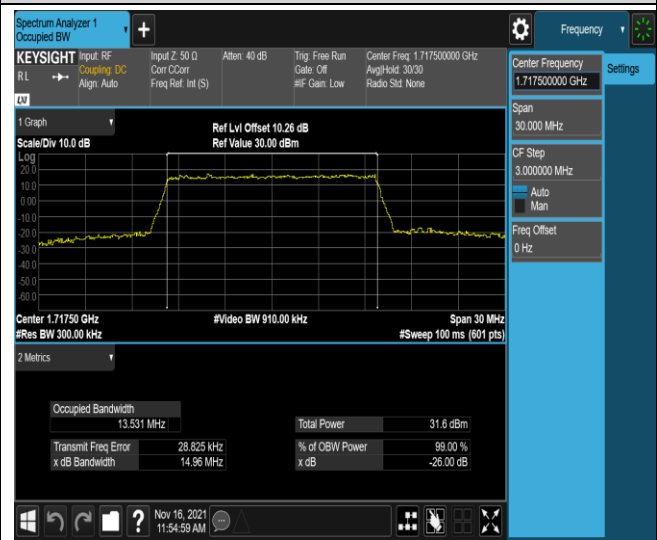 Spectrum Analyzer 1
Occupied BW
+
Frequency
KEYSIGHT
Input: RF
Coupling: DC
Align: Auto
Input Z: 50 Ω
Corr CCorr
Freq Ref: Int (S)
Atten: 40 dB
Trig: Free Run
Gate: Off
#IF Gain: Low
Center Freq: 1.717500000 GHz
Avg|Hold: 30/30
Radio Std: None
RL
LXI
Center Frequency
1.717500000 GHz
Settings
Span
30.000 MHz
CF Step
3.000000 MHz
Auto
Man
Freq Offset
0 Hz
1 Graph
Scale/Div 10.0 dB
Ref Lvl Offset 10.26 dB
Ref Value 30.00 dBm
Log
20.0
10.0
0.00
-10.0
-20.0
-30.0
-40.0
-50.0
-60.0
Center 1.71750 GHz
#Video BW 910.00 kHz
Span 30 MHz
#Res BW 300.00 kHz
#Sweep 100 ms (601 pts)
2 Metrics
Occupied Bandwidth
13.531 MHz
Total Power 31.6 dBm
Transmit Freq Error 28.825 kHz
% of OBW Power 99.00 %
x dB Bandwidth 14.96 MHz
x dB -26.00 dB
?
Nov 16, 2021
11:54:59 AM